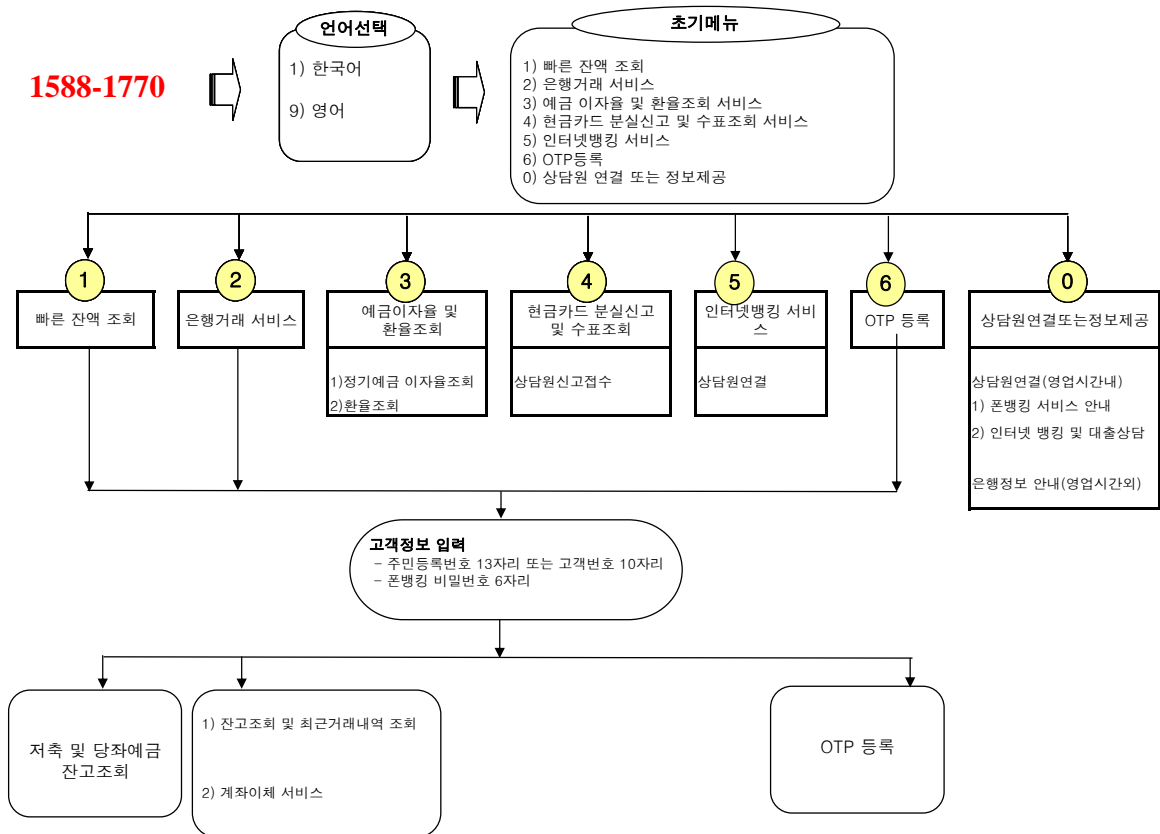 1588-1770
언어선택
1) 한국어
9) 영어
초기메뉴
1) 빠른 잔액 조회
2) 은행거래 서비스
3) 예금 이자율 및 환율조회 서비스
4) 현금카드 분실신고 및 수표조회 서비스
5) 인터넷뱅킹 서비스
6) OTP등록
0) 상담원 연결 또는 정보제공
1
빠른 잔액 조회
2
은행거래 서비스
3
예금이자율 및
환율조회
1)정기예금 이자율조회
2)환율조회
4
현금카드 분실신고
및 수표조회
상담원신고접수
5
인터넷뱅킹 서비
스
상담원연결
6
OTP 등록
0
상담원연결또는정보제공
상담원연결(영업시간내)
1) 폰뱅킹 서비스 안내
2) 인터넷 뱅킹 및 대출상담
은행정보 안내(영업시간외)
고객정보 입력
- 주민등록번호 13자리 또는 고객번호 10자리
- 폰뱅킹 비밀번호 6자리
저축 및 당좌예금
잔고조회
1) 잔고조회 및 최근거래내역 조회
2) 계좌이체 서비스
OTP 등록